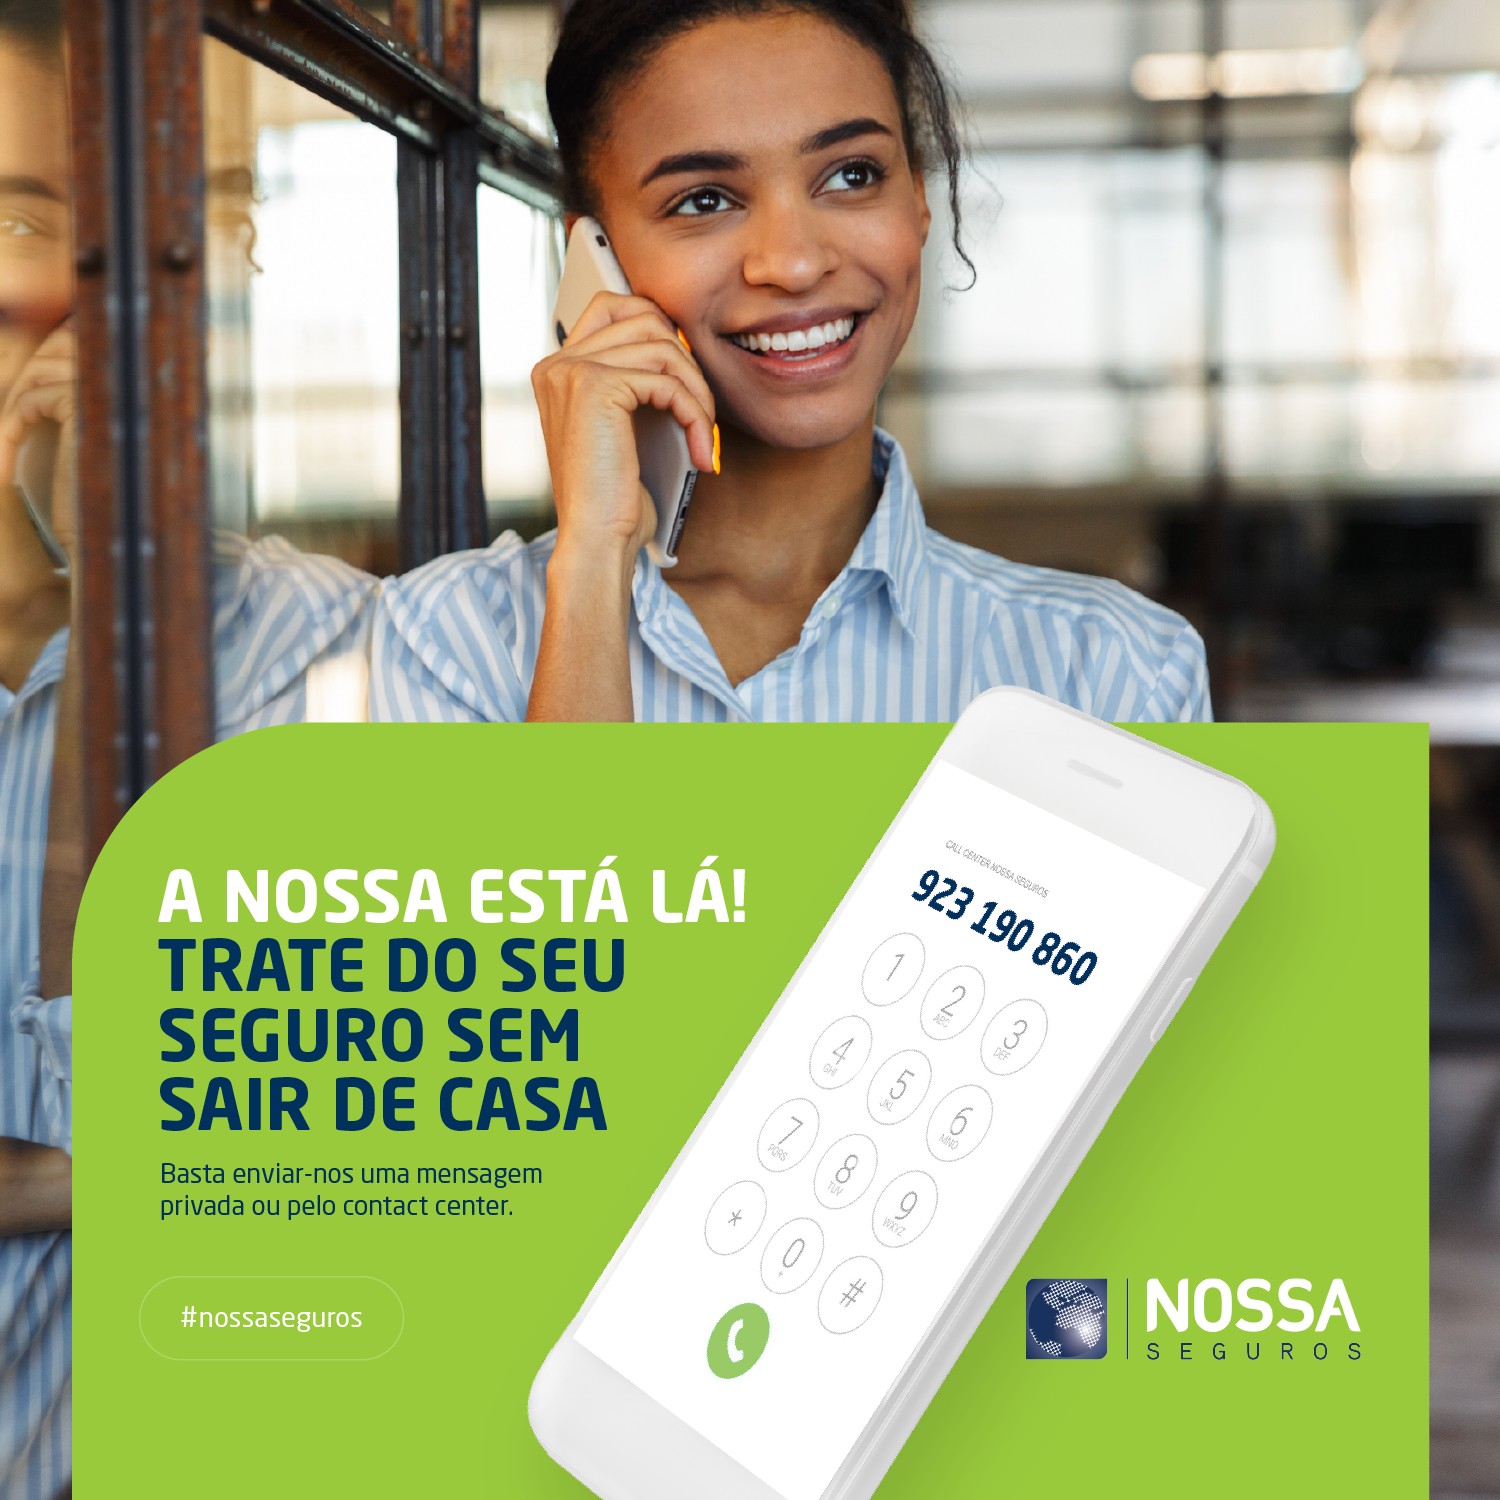 A NOSSA ESTÁ LÁ!
TRATE DO SEU
SEGURO SEM
SAIR DE CASA
Basta enviar-nos uma mensagem
privada ou pelo contact center.
#nossaseguros
CALL CENTER NOSSA SEGUROS
923 190 860
1
2
ABC
3
DEF
4
GHI
5
JKL
6
MNO
7
PQRS
8
TUV
9
WXYZ
*
0
+
#
NOSSA
SEGUROS